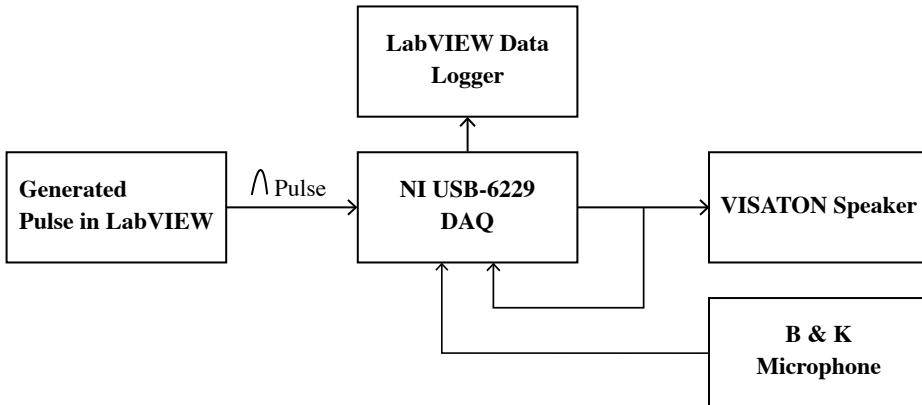 LabVIEW Data
Logger
Generated
Pulse in LabVIEW
Pulse
NI USB-6229
DAQ
VISATON Speaker
B & K
Microphone